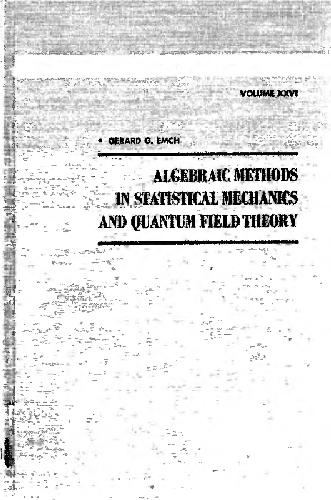 VOLUME XXVI
• GERARD G. EMCH
ALGEBRAIC METHODS
IN STATISTICAL MECHANICS
AND QUANTUM FIELD THEORY